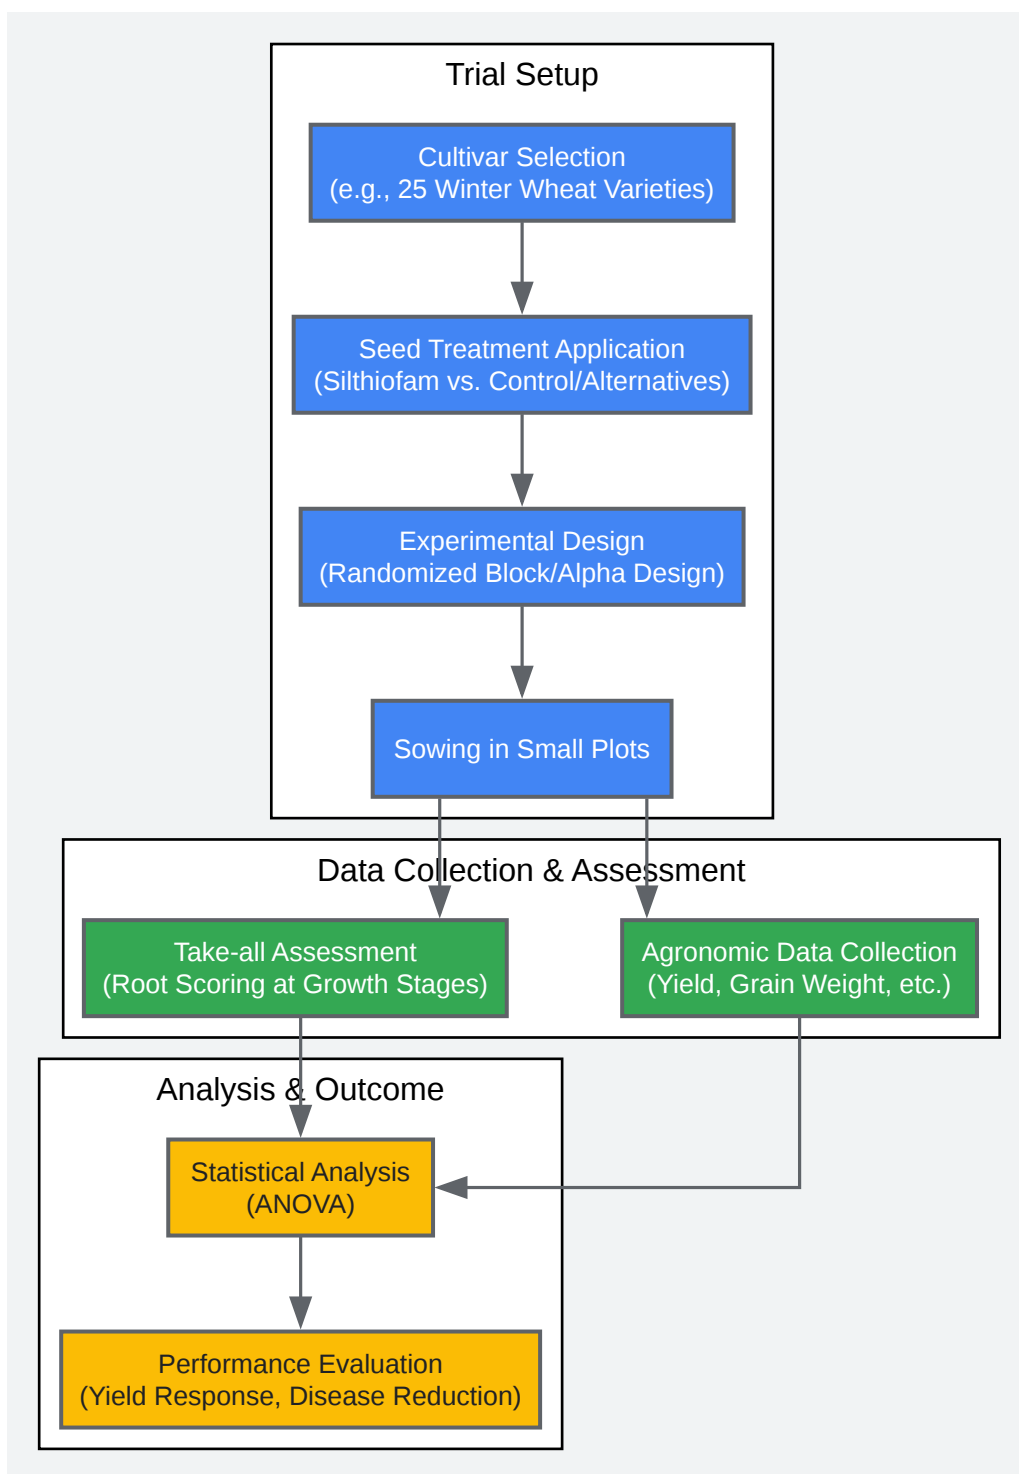 Trial Setup
Cultivar Selection
(e.g., 25 Winter Wheat Varieties)
Seed Treatment Application
(Silthiofam vs. Control/Alternatives)
Experimental Design
(Randomized Block/Alpha Design)
Sowing in Small Plots
Data Collection & Assessment
Take-all Assessment
(Root Scoring at Growth Stages)
Agronomic Data Collection
(Yield, Grain Weight, etc.)
Analysis & Outcome
Statistical Analysis
(ANOVA)
Performance Evaluation
(Yield Response, Disease Reduction)